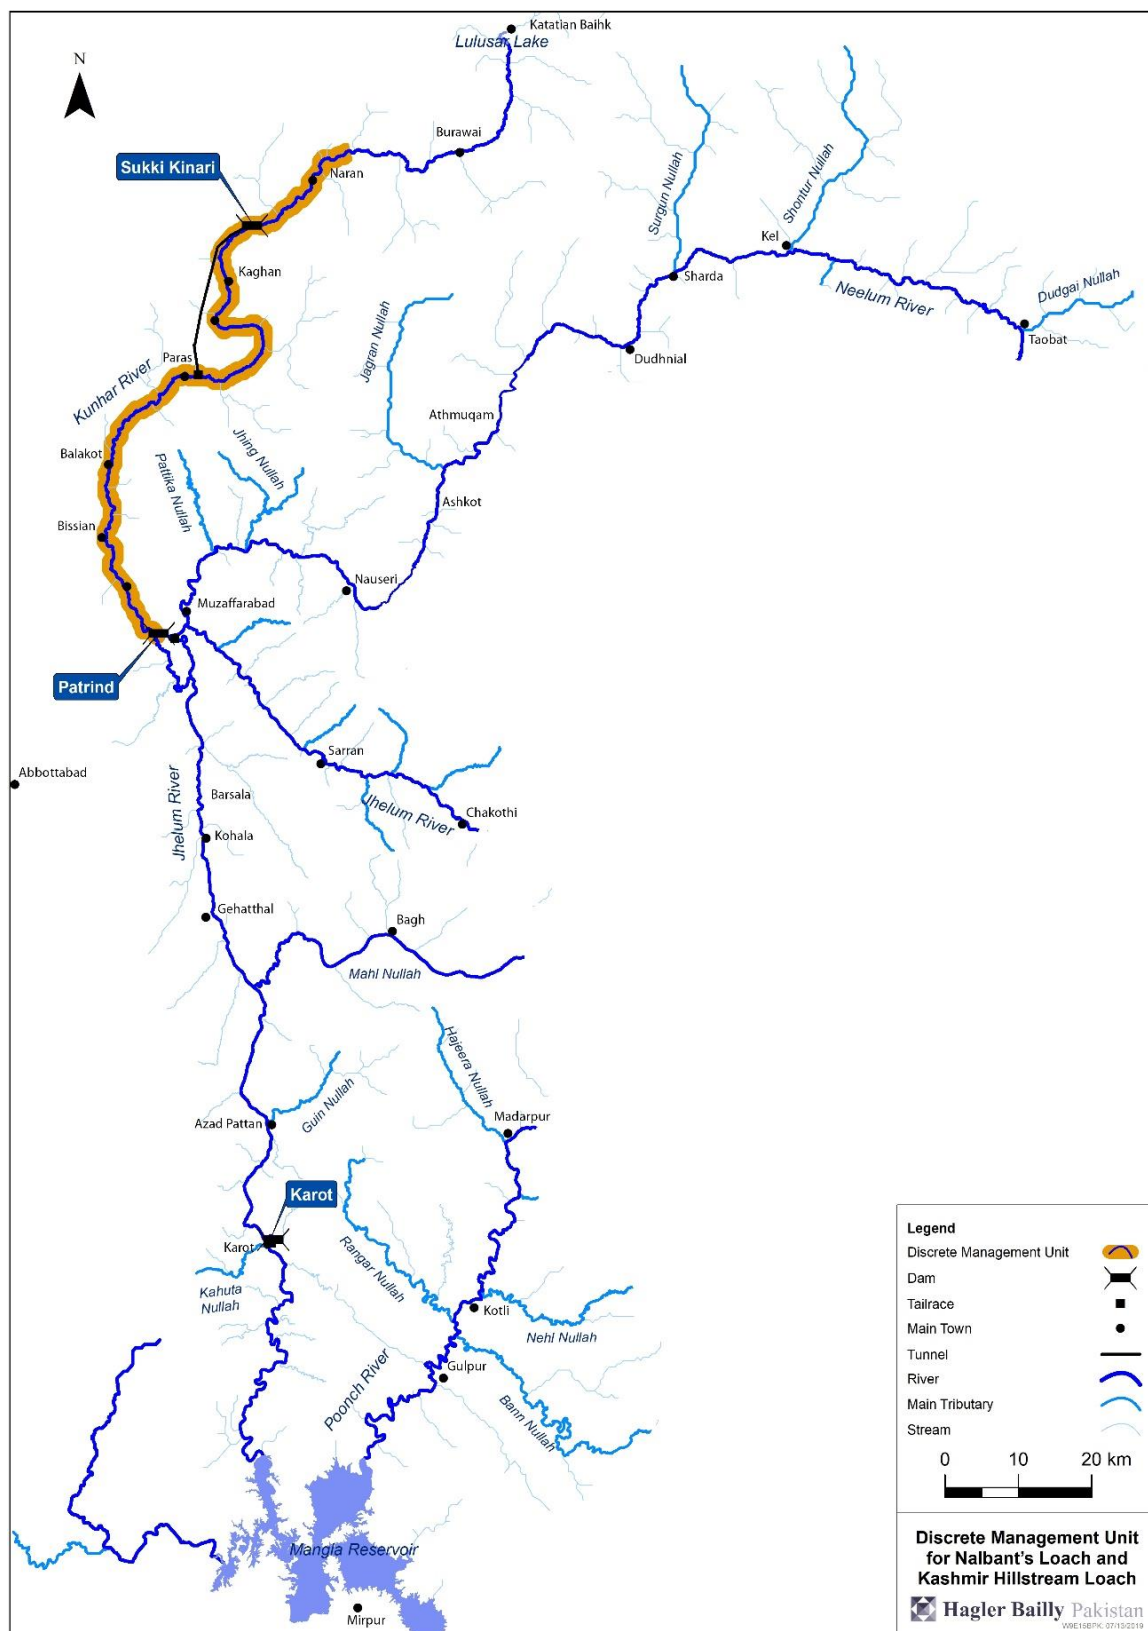 Katatian Baihk
Lulusar Lake
N
Burawai
Sukki Kinari
Naran
Surgun Nullah
Shontur Nullah
Kel
Kaghan
Sharda
Neelum River
Dudgai Nullah
Taobat
Jagran Nullah
Dudhnial
Paras
Kunhar River
Athmuqam
Balakot
Pattika Nullah
Jhing Nullah
Ashkot
Bissian
Nauseri
Muzaffarabad
Patrind
Sarran
Abbottabad
Jhelum River
Barsala
Jhelum River
Chakothi
Kohala
Gehatthal
Bagh
Mahl Nullah
Hajeera Nullah
Guin Nullah
Azad Pattan
Madarpur
Karot
Karot
Rangar Nullah
Kahuta
Nullah
Kotli
Nehl Nullah
Gulpur
Poonch River
Bann Nullah
Mangla Reservoir
Mirpur
Legend
Discrete Management Unit
Dam
Tailrace
Main Town
Tunnel
River
Main Tributary
Stream
0 10 20 km
Discrete Management Unit
for Nalbant's Loach and
Kashmir Hillstream Loach
Hagler Bailly Pakistan
W9E15BPK: 07/15/2019